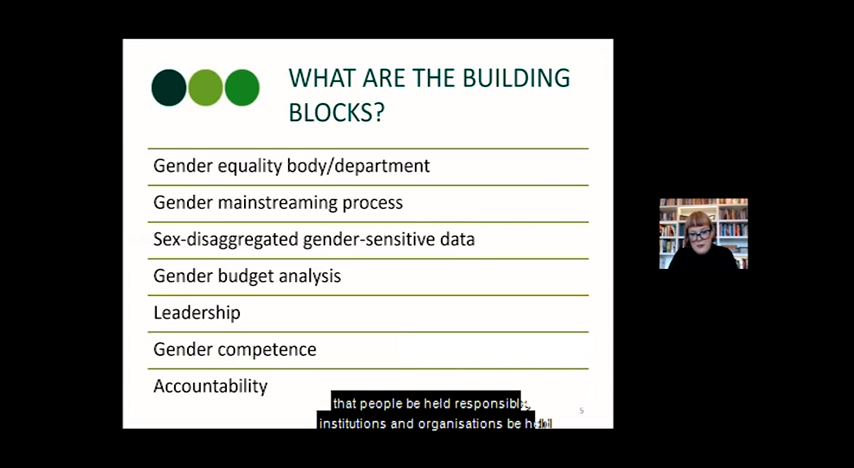 WHAT ARE THE BUILDING
BLOCKS?
Gender equality body/department
Gender mainstreaming process
Sex-disaggregated gender-sensitive data
Gender budget analysis
Leadership
Gender competence
Accountability
that people be held responsible,
institutions and organisations be
5